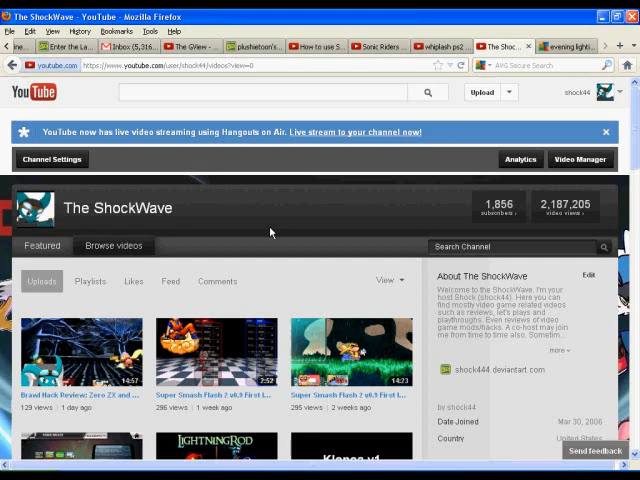 The ShockWave - YouTube - Mozilla Firefox
File Edit View History Bookmarks Tools Help
ine... Enter the La... Inbox (5,316... The GView - ... plushietoon's... How to use S... Sonic Riders ... whiplash ps2 ... The Shoc... evening lighti...
youtube.com https://www.youtube.com/user/shock44/videos?view=0 AVG Secure Search
YouTube Upload shock44
YouTube now has live video streaming using Hangouts on Air. Live stream to your channel now!
Channel Settings Analytics Video Manager
The ShockWave 1,856 2,187,205
subscribers video views
Featured Browse videos Search Channel
Uploads Playlists Likes Feed Comments View
About The ShockWave Edit
Welcome to the ShockWave. I'm your
host Shock (shock44). Here you can
find mostly video game related videos
such as reviews, let's plays and
playthroughs. Even reviews of video
game mods/hacks. A co-host may join
me from time to time also. Sometim...
more
shock444.deviantart.com
by shock44
Date Joined Mar 30, 2006
Country United States
14:57 2:52 14:23
Brawl Hack Review: Zero ZX and ... Super Smash Flash 2 v0.9 First I... Super Smash Flash 2 v0.9 First L...
129 views | 1 day ago 296 views | 1 week ago 295 views | 2 weeks ago
LIGHTNINGROD
Klonoa v1
Send feedback